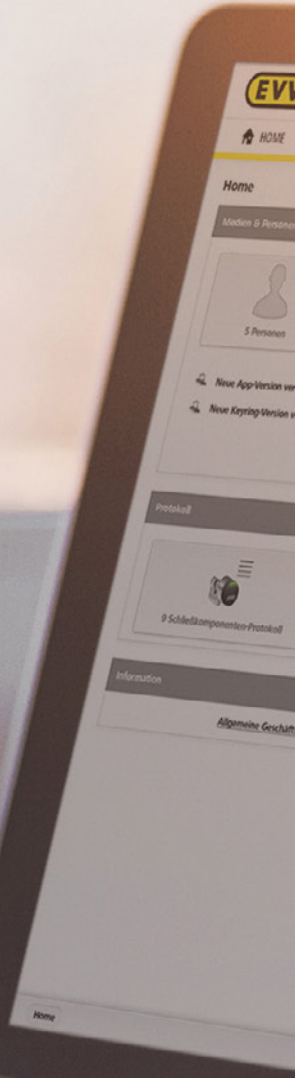 EVV
HOME
Home
Medien & Personen
5 Personen
Neue App-Version ver
Neue Keyring-Version v
Protokoll
9 Schließkomponenten-Protokoll
Information
Allgemeine Geschäft
Home